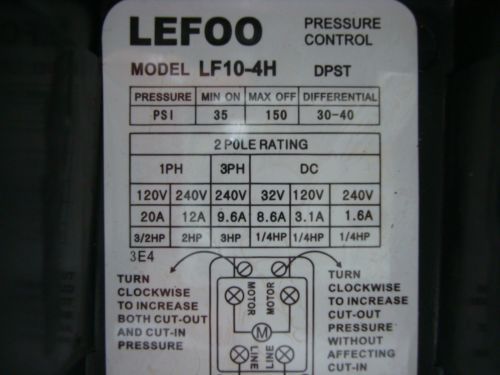 LEFOO PRESSURE CONTROL
MODEL LF10-4H DPST
PRESSURE MIN ON MAX OFF DIFFERENTIAL
PSI 35 150 30-40
2 POLE RATING
1PH 3PH DC
120V 240V 240V 32V 120V 240V
20A 12A 9.6A 8.6A 3.1A 1.6A
3/2HP 2HP 3HP 1/4HP 1/4HP 1/4HP
3E4
TURN
CLOCKWISE
TO INCREASE
BOTH CUT-OUT
AND CUT-IN
PRESSURE
MOTOR MOTOR
M
LINE LINE
TURN
CLOCKWISE
TO INCREASE
CUT-OUT
PRESSURE
WITHOUT
AFFECTING
CUT-IN